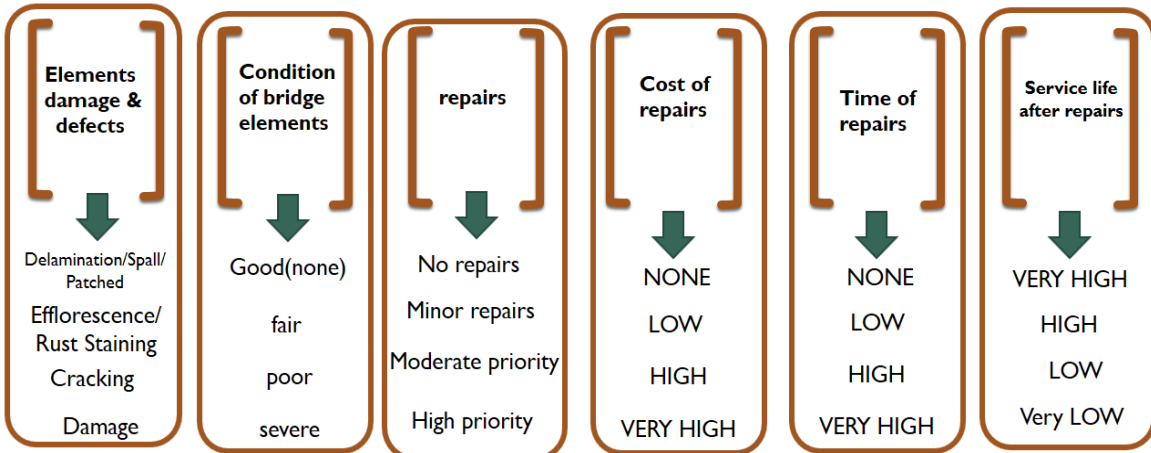 Elements
damage &
defects
Delamination/Spall/
Patched
Efflorescence/
Rust Staining
Cracking
Damage
Condition
of bridge
elements
Good(none)
fair
poor
severe
repairs
No repairs
Minor repairs
Moderate priority
High priority
Cost of
repairs
NONE
LOW
HIGH
VERY HIGH
Time of
repairs
NONE
LOW
HIGH
VERY HIGH
Service life
after repairs
VERY HIGH
HIGH
LOW
Very LOW